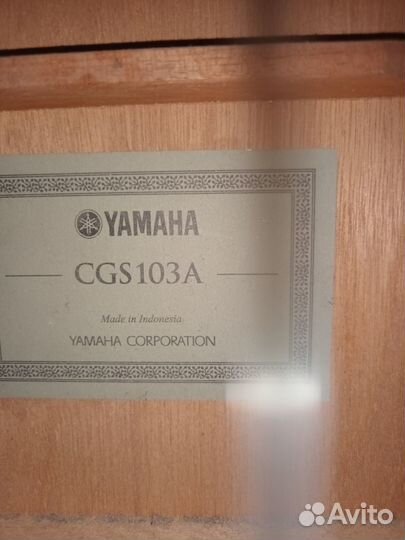 YAMAHA
CGS103A
Made in Indonesia
YAMAHA CORPORATION
Avito